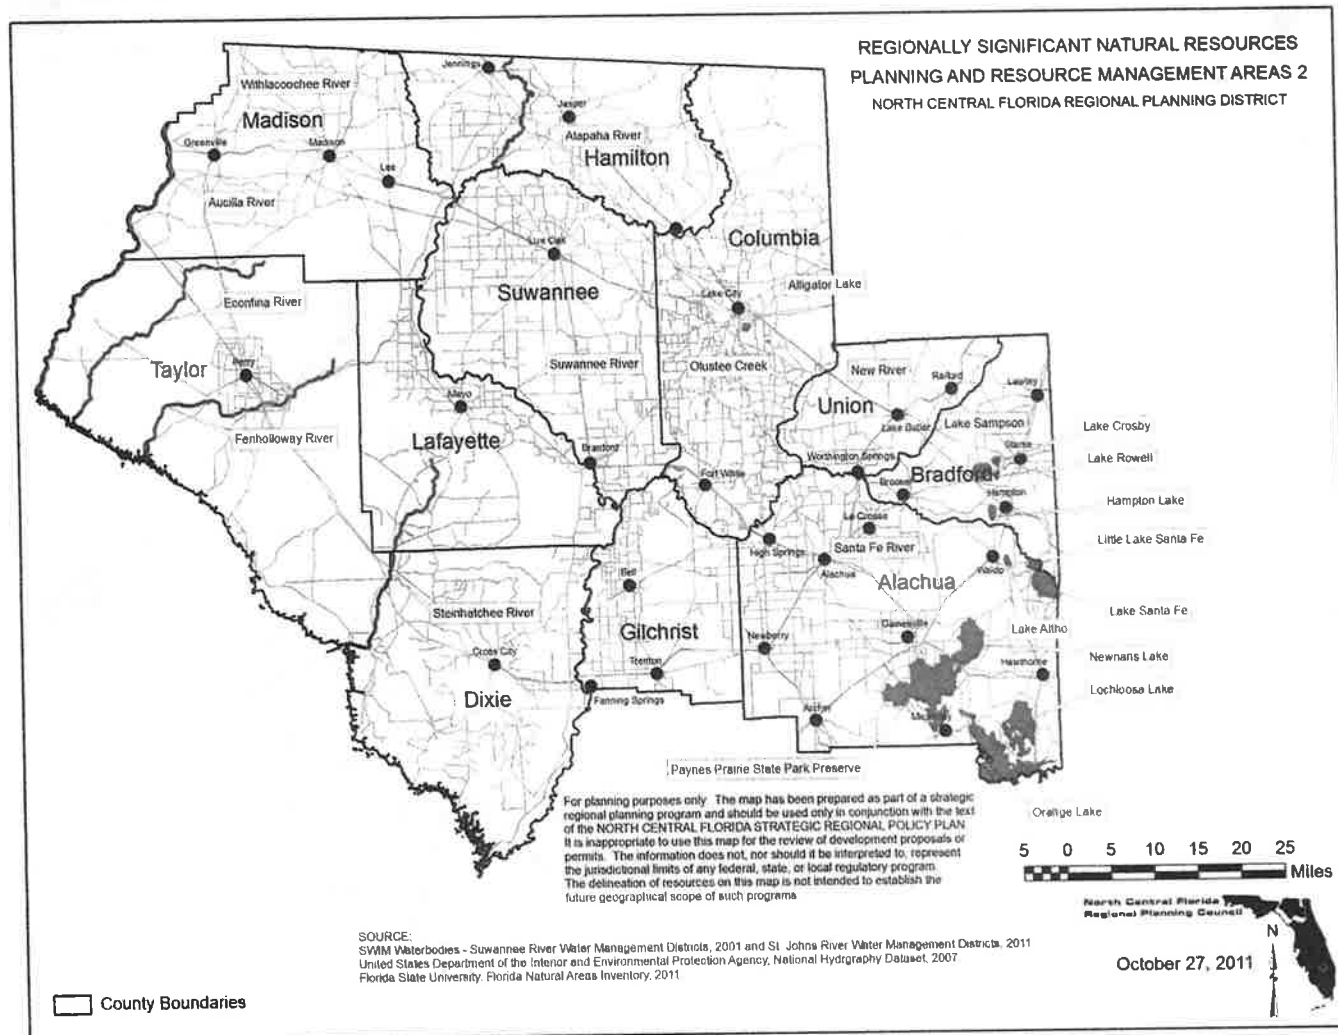 REGIONALLY SIGNIFICANT NATURAL RESOURCES
PLANNING AND RESOURCE MANAGEMENT AREAS 2
NORTH CENTRAL FLORIDA REGIONAL PLANNING DISTRICT
Jennings
Withlacoochee River
Jasper
Madison
Alapaha River
Greenville
Madison
Hamilton
Lee
Aucilla River
Columbia
Live Oak
Alligator Lake
Suwannee
Lake City
Econfina River
Taylor
Perry
Suwannee River
Olustee Creek
New River
Raiford
Lawtey
Mayo
Union
Lake Butler
Lake Sampson
Lake Crosby
Fenholloway River
Lafayette
Starke
Lake Rowell
Branford
Worthington Springs
Fort White
Brooker
Bradford
Hampton
Hampton Lake
La Crosse
High Springs
Santa Fe River
Little Lake Santa Fe
Alachua
Waldo
Bell
Alachua
Steinhatchee River
Lake Santa Fe
Gilchrist
Gainesville
Lake Altho
Newberry
Cross City
Trenton
Hawthorne
Newnans Lake
Dixie
Fanning Springs
Lochloosa Lake
Archer
Micanopy
Paynes Prairie State Park Preserve
Orange Lake
For planning purposes only. The map has been prepared as part of a strategic
regional planning program and should be used only in conjunction with the text
of the NORTH CENTRAL FLORIDA STRATEGIC REGIONAL POLICY PLAN
It is inappropriate to use this map for the review of development proposals or
permits. The information does not, nor should it be interpreted to, represent
the jurisdictional limits of any federal, state, or local regulatory program
The delineation of resources on this map is not intended to establish the
future geographical scope of such programs
5 0 5 10 15 20 25
Miles
North Central Florida
Regional Planning Council
N
October 27, 2011
SOURCE:
SWIM Waterbodies - Suwannee River Water Management Districts, 2001 and St. Johns River Water Management Districts, 2011
United States Department of the Interior and Environmental Protection Agency, National Hydrgraphy Dataset, 2007
Florida State University. Florida Natural Areas Inventory, 2011
County Boundaries